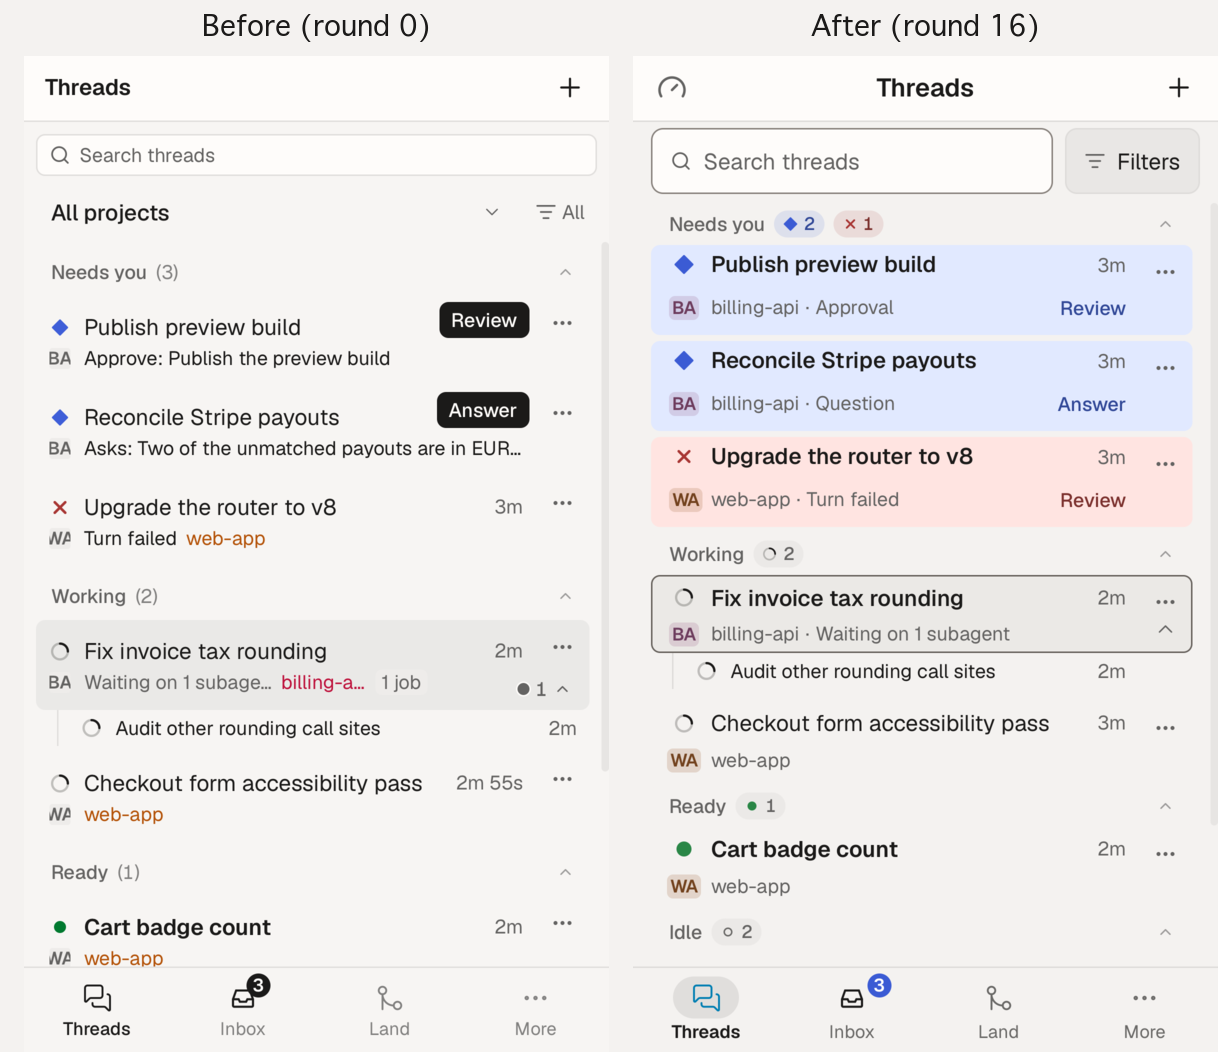 Before (round 0)
Threads
Search threads
All projects
All
Needs you (3)
Publish preview build
Review
BA Approve: Publish the preview build
Reconcile Stripe payouts
Answer
BA Asks: Two of the unmatched payouts are in EUR...
Upgrade the router to v8 3m
WA Turn failed web-app
Working (2)
Fix invoice tax rounding 2m
BA Waiting on 1 subage... billing-a... 1 job 1
Audit other rounding call sites 2m
Checkout form accessibility pass 2m 55s
WA web-app
Ready (1)
Cart badge count 2m
WA web-app
3
Threads Inbox Land More
After (round 16)
Threads
Search threads
Filters
Needs you 2 1
Publish preview build 3m
BA billing-api · Approval Review
Reconcile Stripe payouts 3m
BA billing-api · Question Answer
Upgrade the router to v8 3m
WA web-app · Turn failed Review
Working 2
Fix invoice tax rounding 2m
BA billing-api · Waiting on 1 subagent
Audit other rounding call sites 2m
Checkout form accessibility pass 3m
WA web-app
Ready 1
Cart badge count 2m
WA web-app
Idle 2
3
Threads Inbox Land More